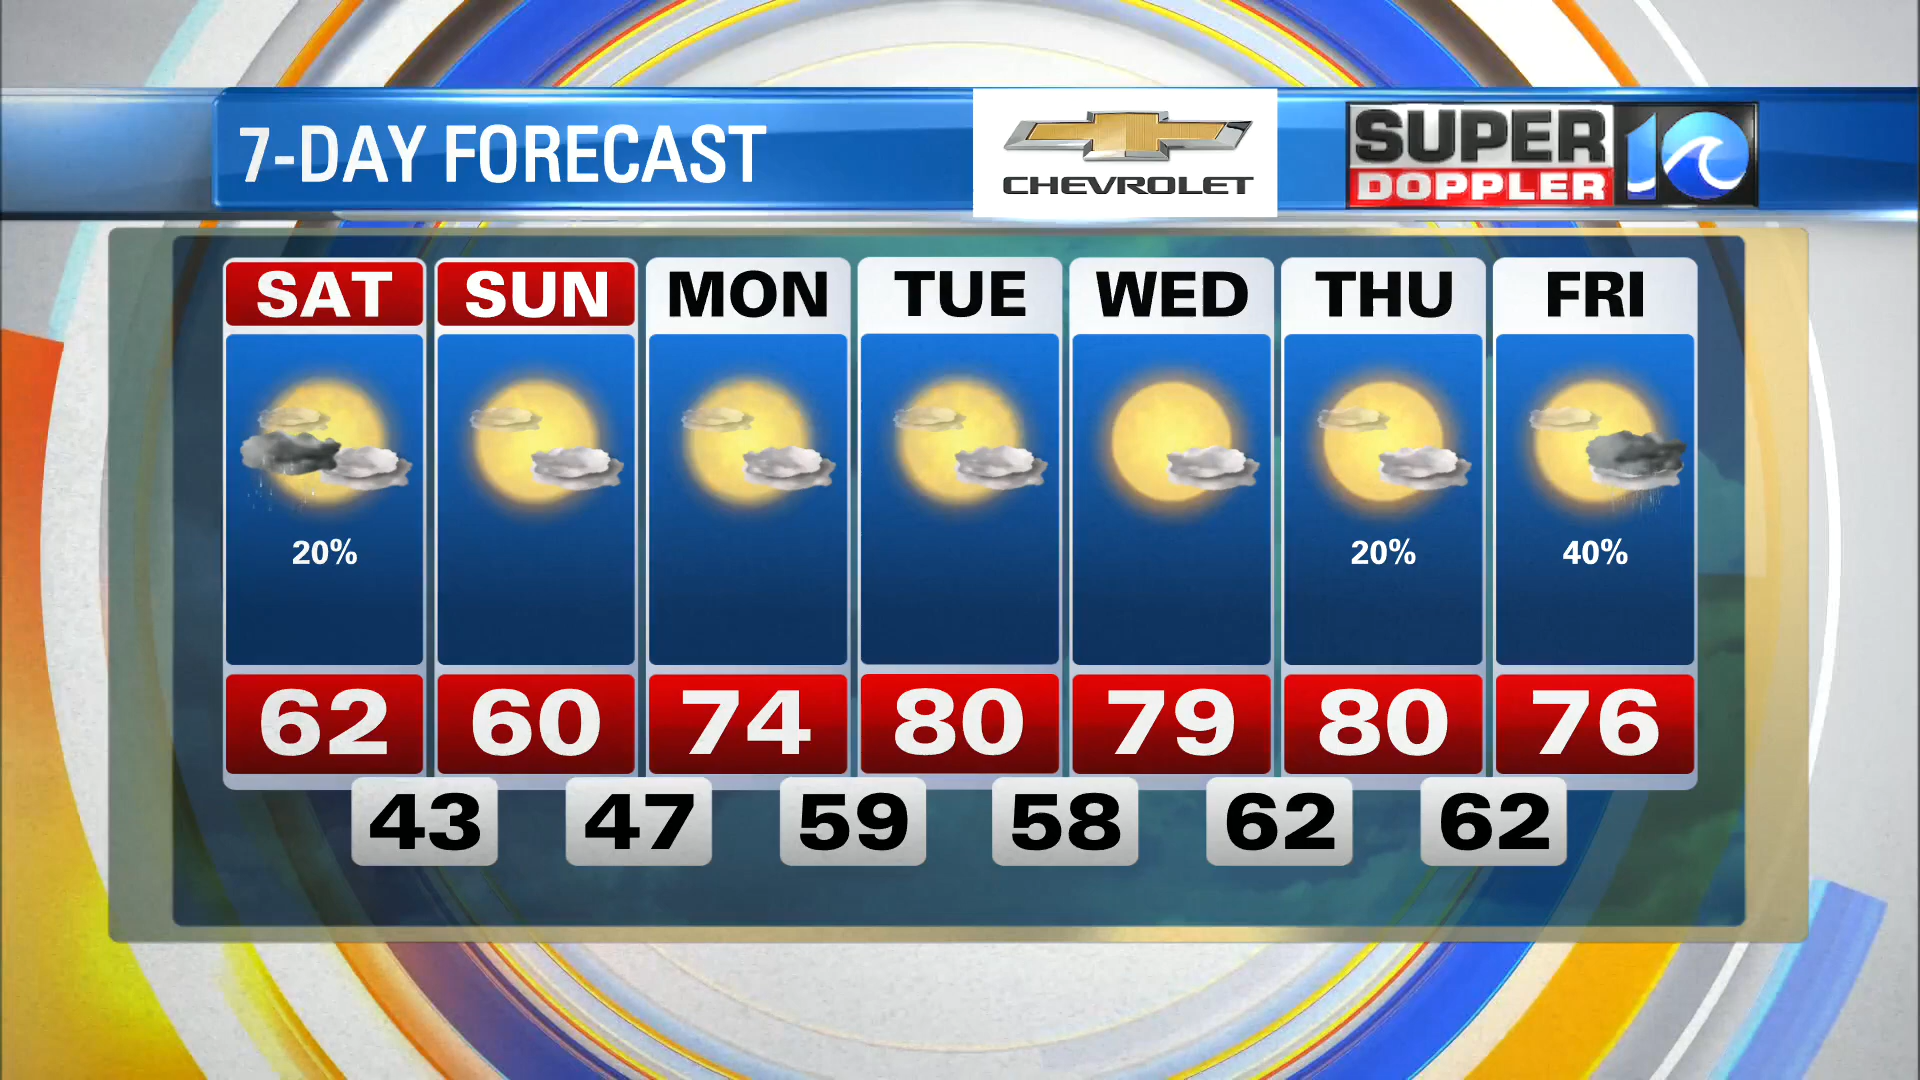 7-DAY FORECAST
CHEVROLET
SUPER
DOPPLER
10
SAT SUN MON TUE WED THU FRI
20% 20% 40%
62 60 74 80 79 80 76
43 47 59 58 62 62